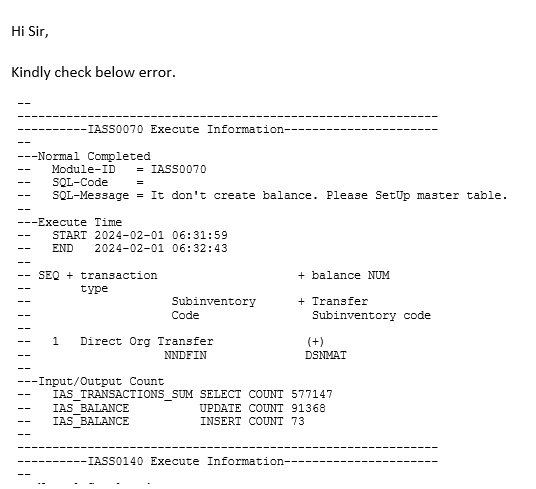 Hi Sir,
Kindly check below error.
--
------------------------------------------------------------
----------IASS0070 Execute Information----------------------
--
---Normal Completed
--   Module-ID   = IASS0070
--   SQL-Code    =
--   SQL-Message = It don't create balance. Please SetUp master table.
--
---Execute Time
--   START 2024-02-01 06:31:59
--   END   2024-02-01 06:32:43
--
-- SEQ + transaction                    + balance NUM
--       type
--                    Subinventory      + Transfer
--                    Code                Subinventory code
--
--   1   Direct Org Transfer             (+)
--                   NNDFIN              DSNMAT
--
---Input/Output Count
--   IAS_TRANSACTIONS_SUM SELECT COUNT 577147
--   IAS_BALANCE          UPDATE COUNT 91368
--   IAS_BALANCE          INSERT COUNT 73
--
------------------------------------------------------------
----------IASS0140 Execute Information----------------------
--